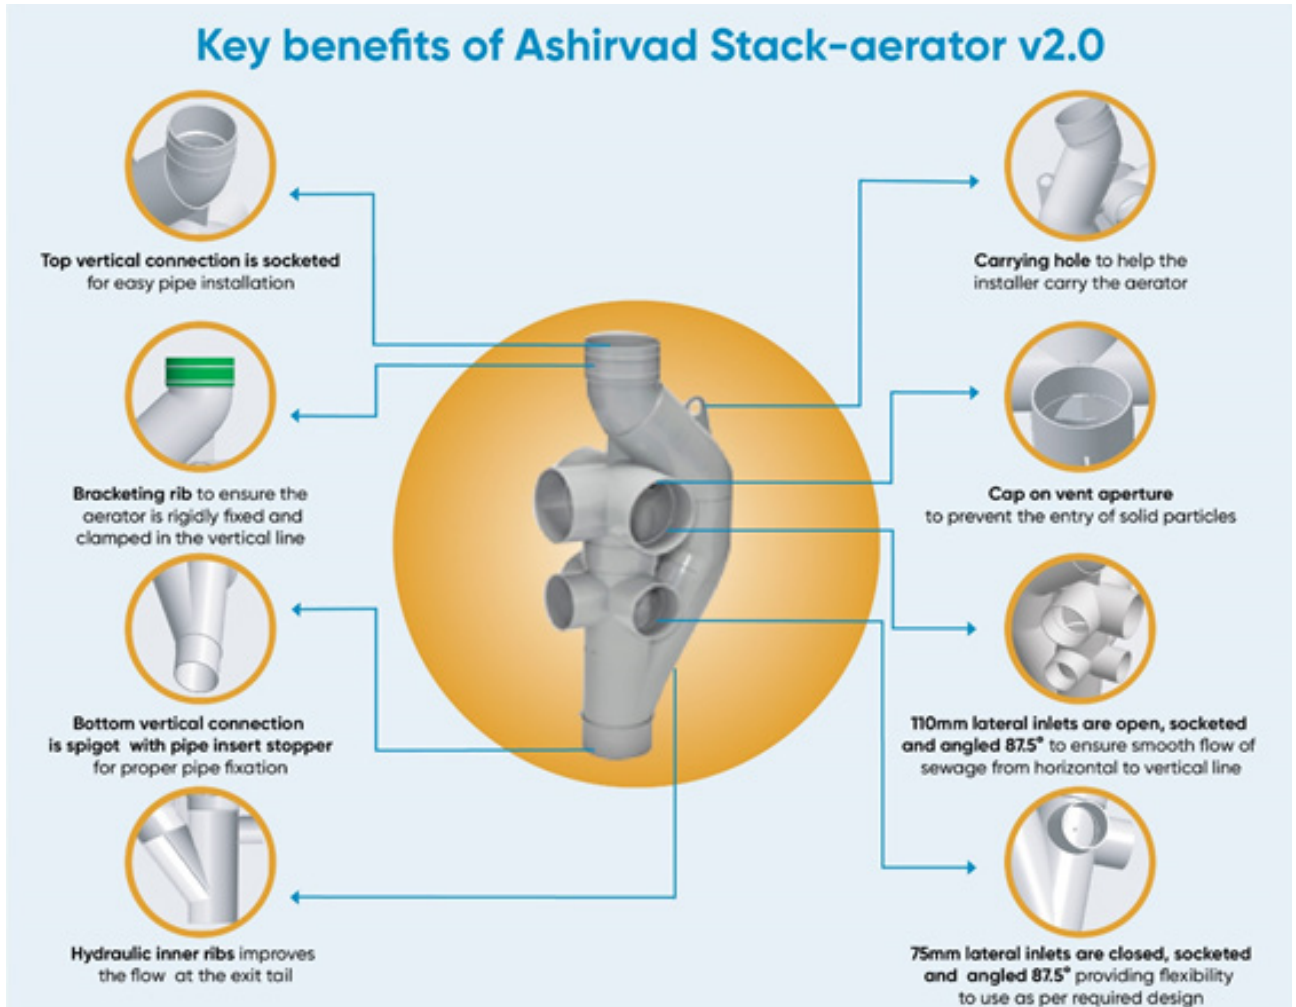 Key benefits of Ashirvad Stack-aerator v2.0
Top vertical connection is socketed
for easy pipe installation
Bracketing rib to ensure the
aerator is rigidly fixed and
clamped in the vertical line
Bottom vertical connection
is spigot with pipe insert stopper
for proper pipe fixation
Hydraulic inner ribs improves
the flow at the exit tail
Carrying hole to help the
installer carry the aerator
Cap on vent aperture
to prevent the entry of solid particles
110mm lateral inlets are open, socketed
and angled 87.5° to ensure smooth flow of
sewage from horizontal to vertical line
75mm lateral inlets are closed, socketed
and angled 87.5° providing flexibility
to use as per required design